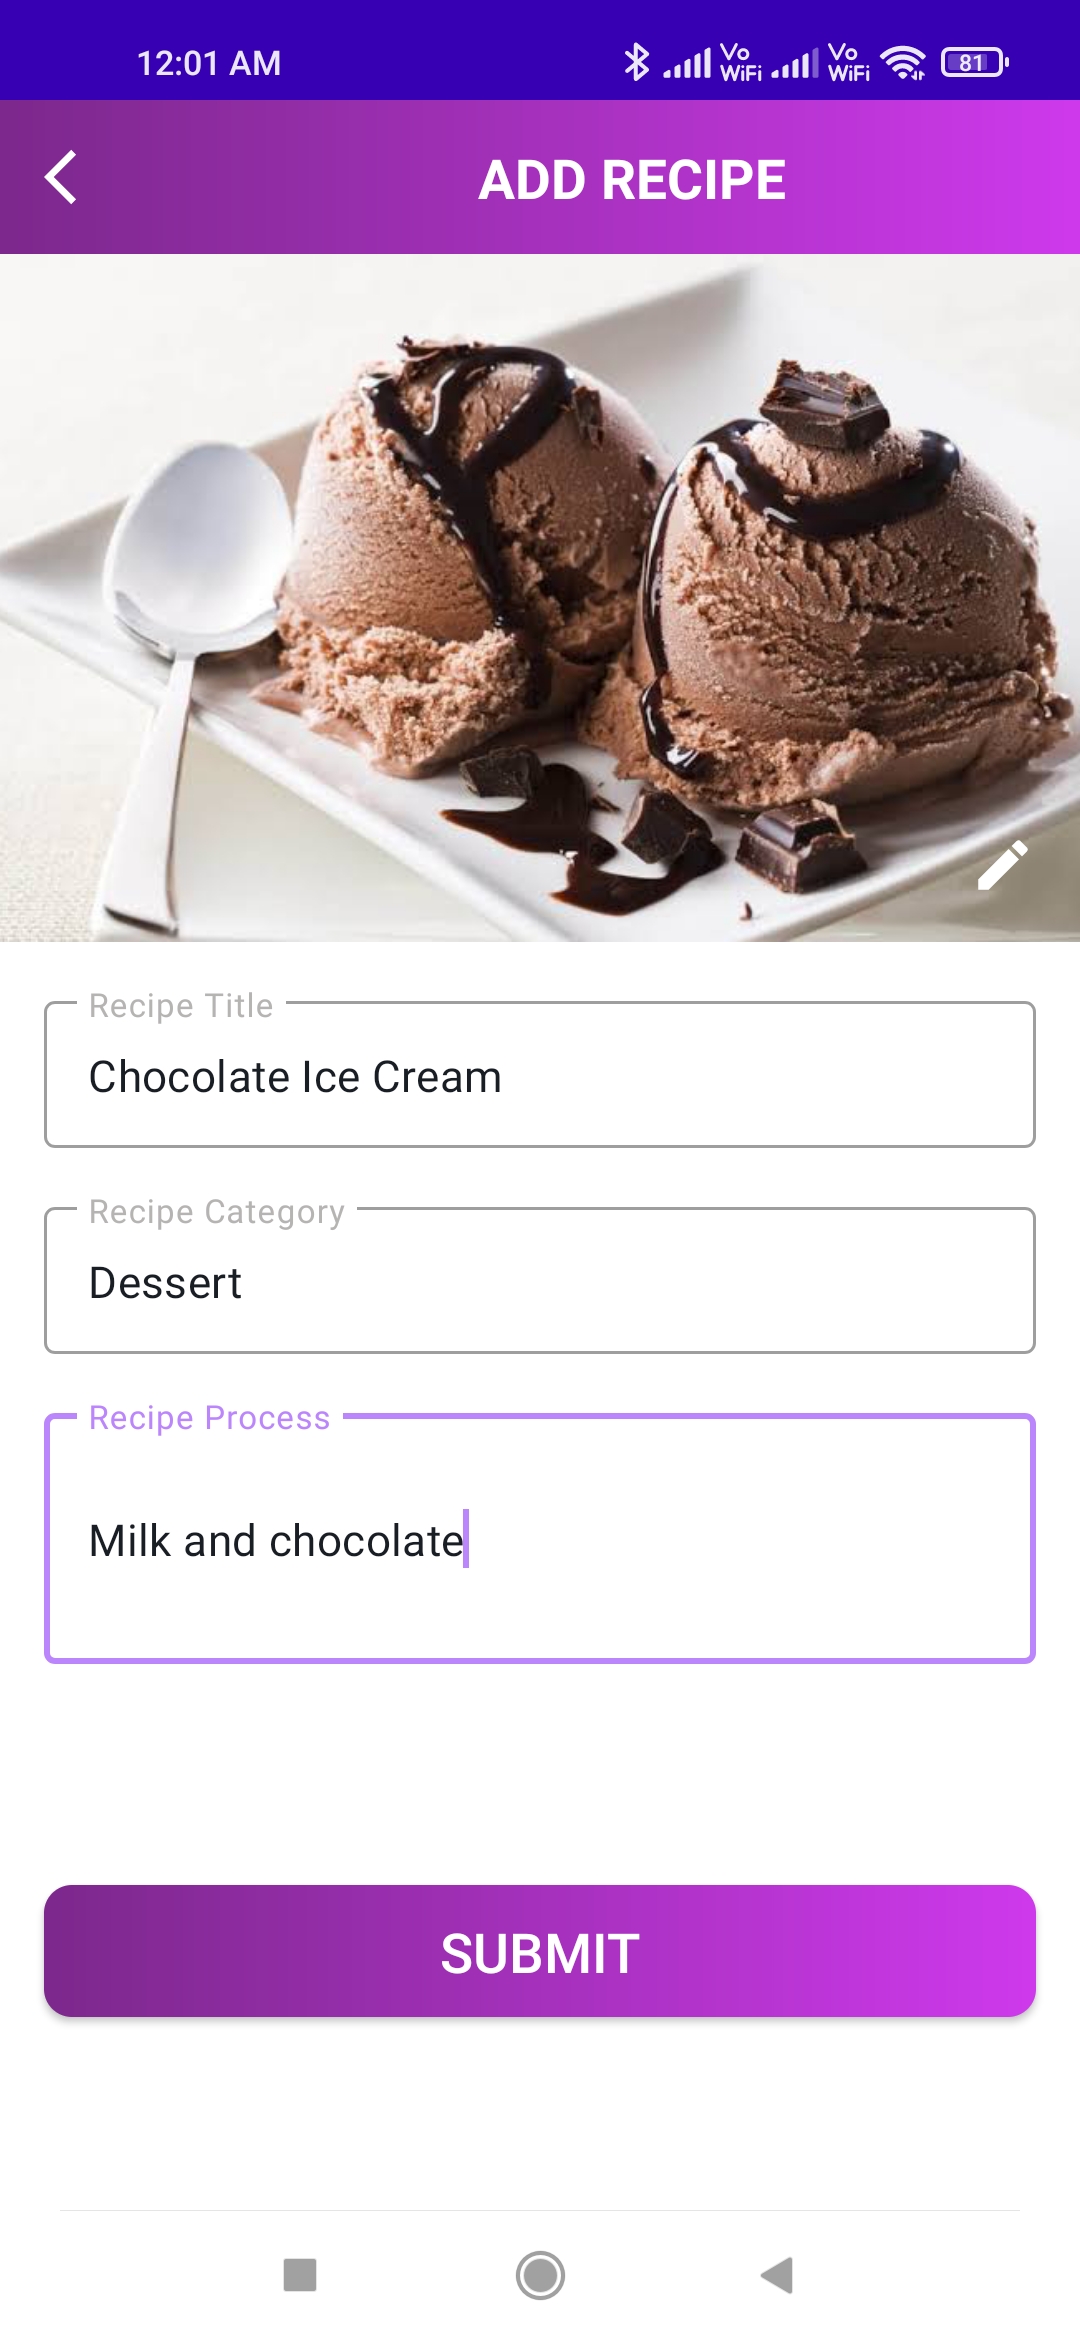 12:01 AM Vo WiFi Vo WiFi 81
ADD RECIPE
Recipe Title
Chocolate Ice Cream
Recipe Category
Dessert
Recipe Process
Milk and chocolate
SUBMIT